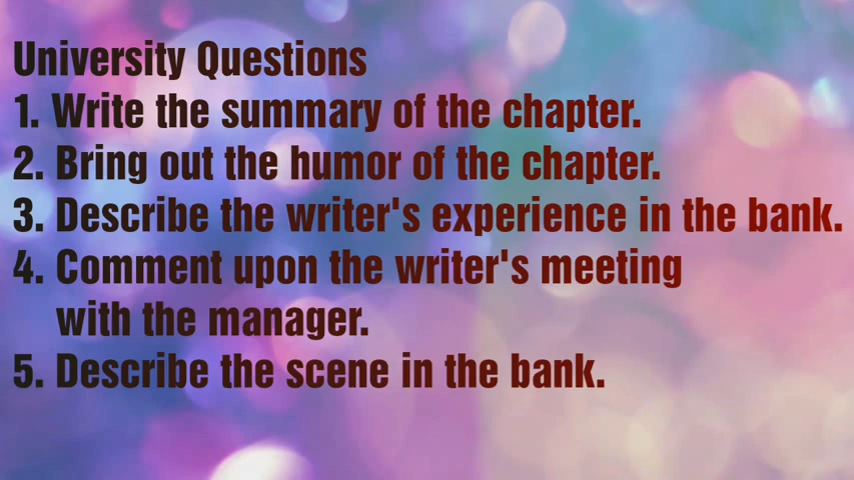 University Questions
1. Write the summary of the chapter.
2. Bring out the humor of the chapter.
3. Describe the writer's experience in the bank.
4. Comment upon the writer's meeting
with the manager.
5. Describe the scene in the bank.